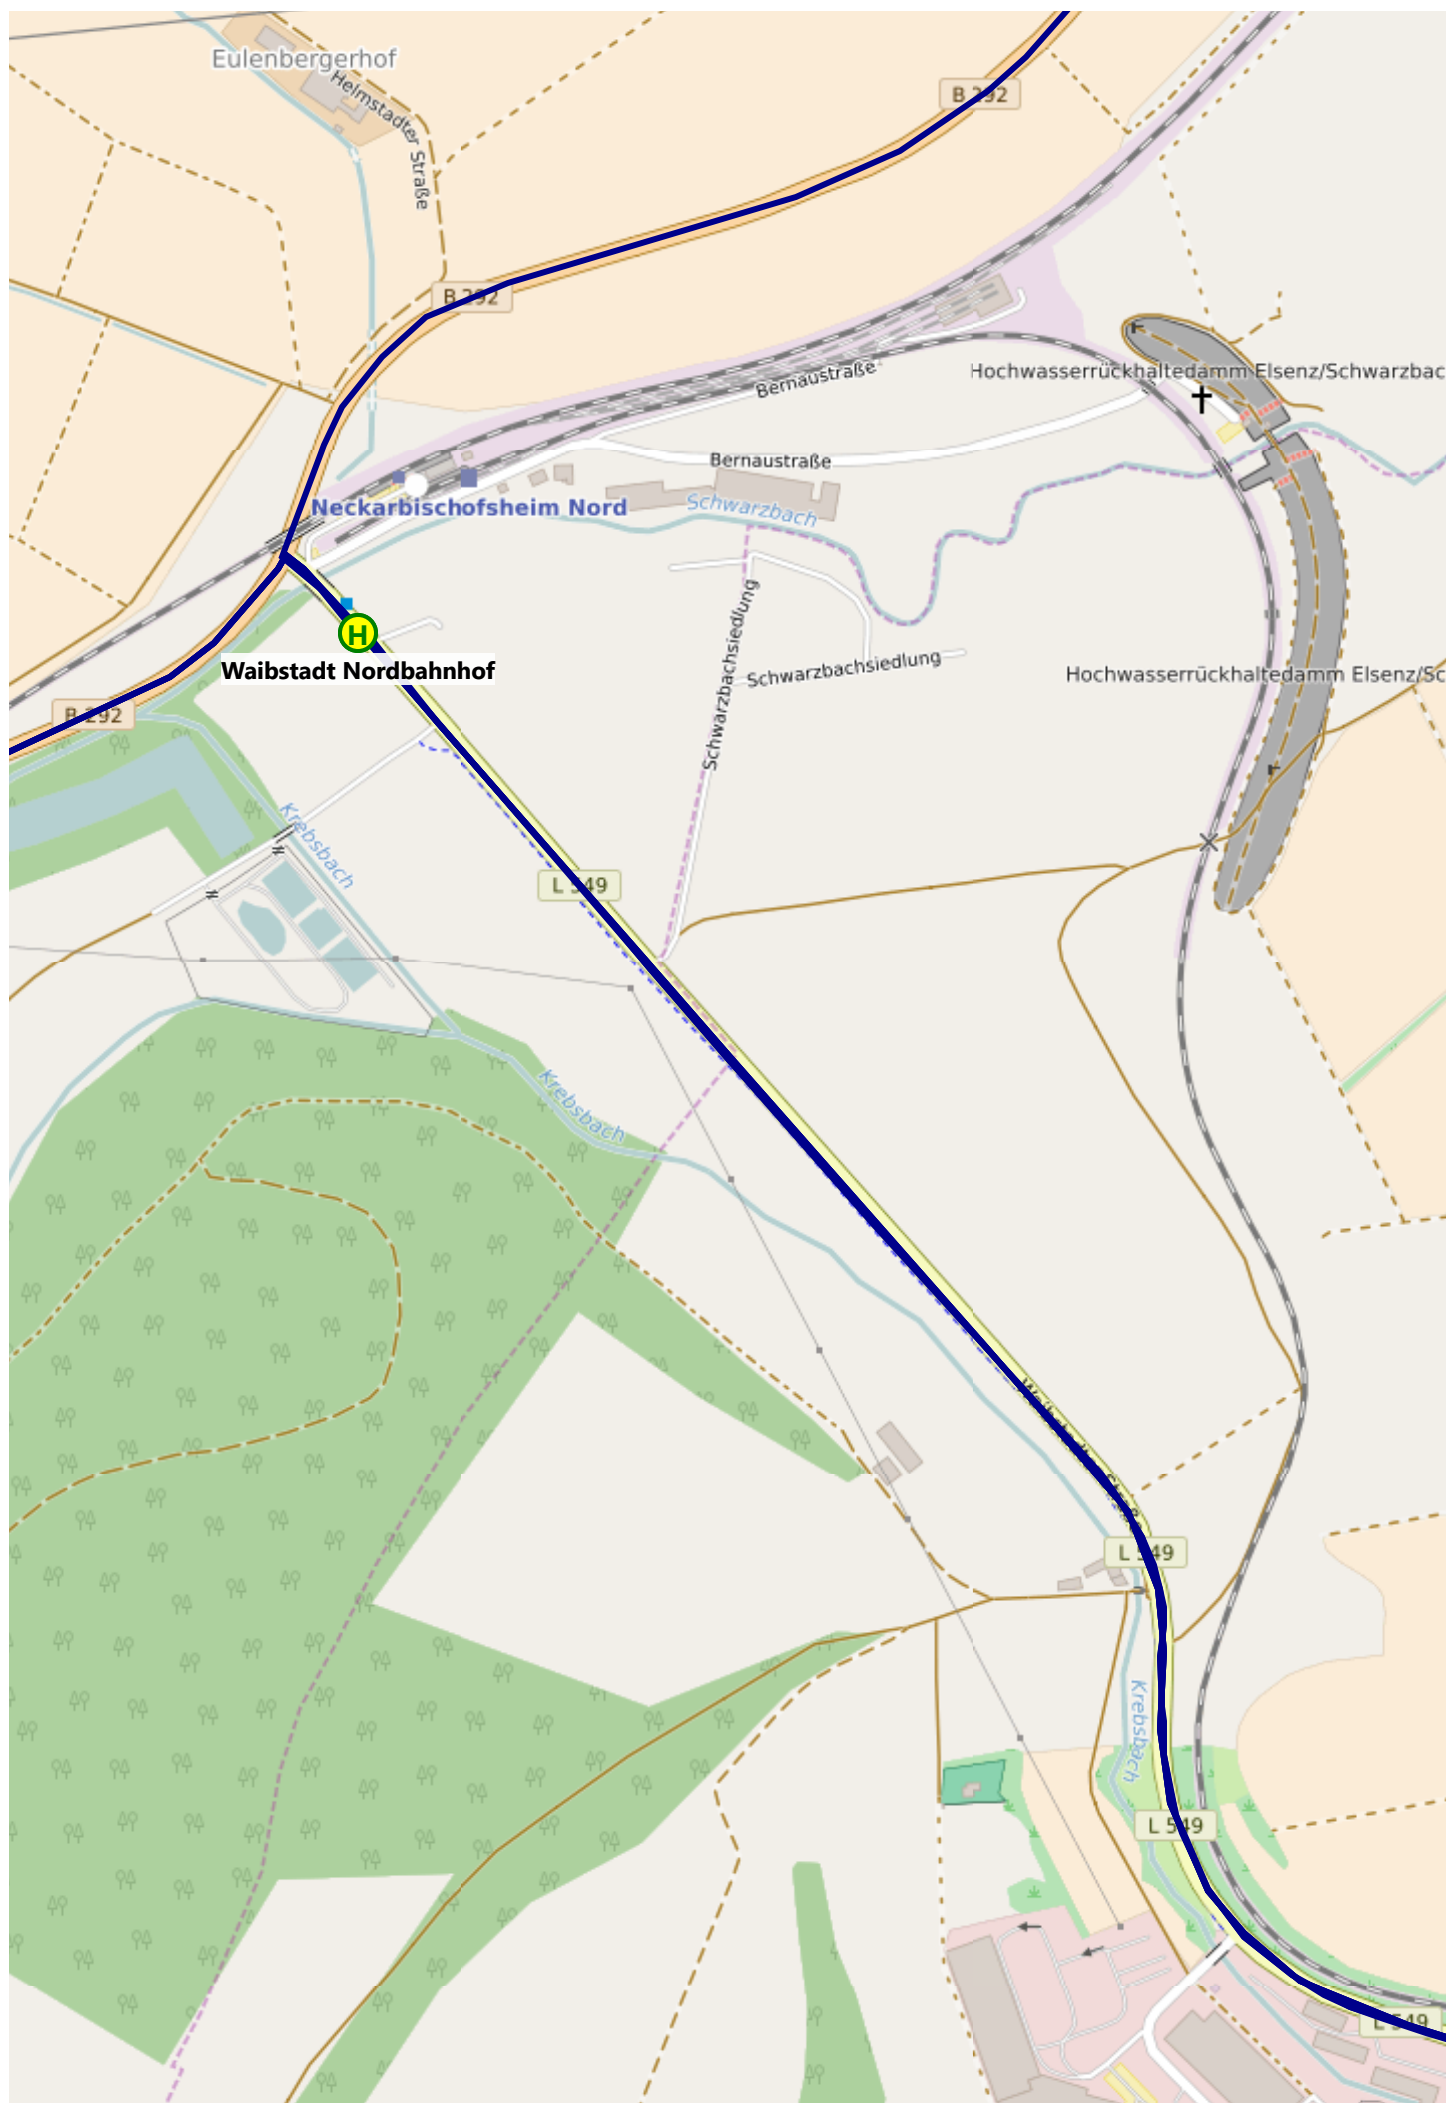 Eulenbergerhof
Helmstadter Straße
B 292
B 292
Hochwasserrückhaltedamm Elsenz/Schwarzbac
Bernaustraße
Bernaustraße
Neckarbischofsheim Nord
Schwarzbach
H
Waibstadt Nordbahnhof
Schwarzbachsiedlung
Schwarzbachsiedlung
Hochwasserrückhaltedamm Elsenz/Sc
B 292
Krebsbach
L 549
Krebsbach
L 549
Krebsbach
L 549
L 549